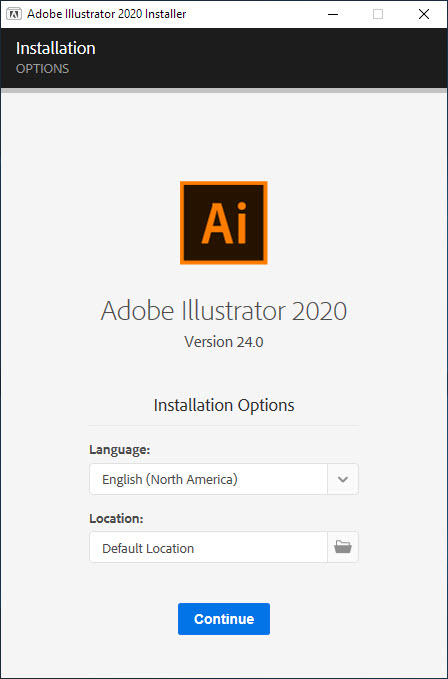 Adobe Illustrator 2020 Installer
Installation
OPTIONS
Ai
Adobe Illustrator 2020
Version 24.0
Installation Options
Language:
English (North America)
Location:
Default Location
Continue